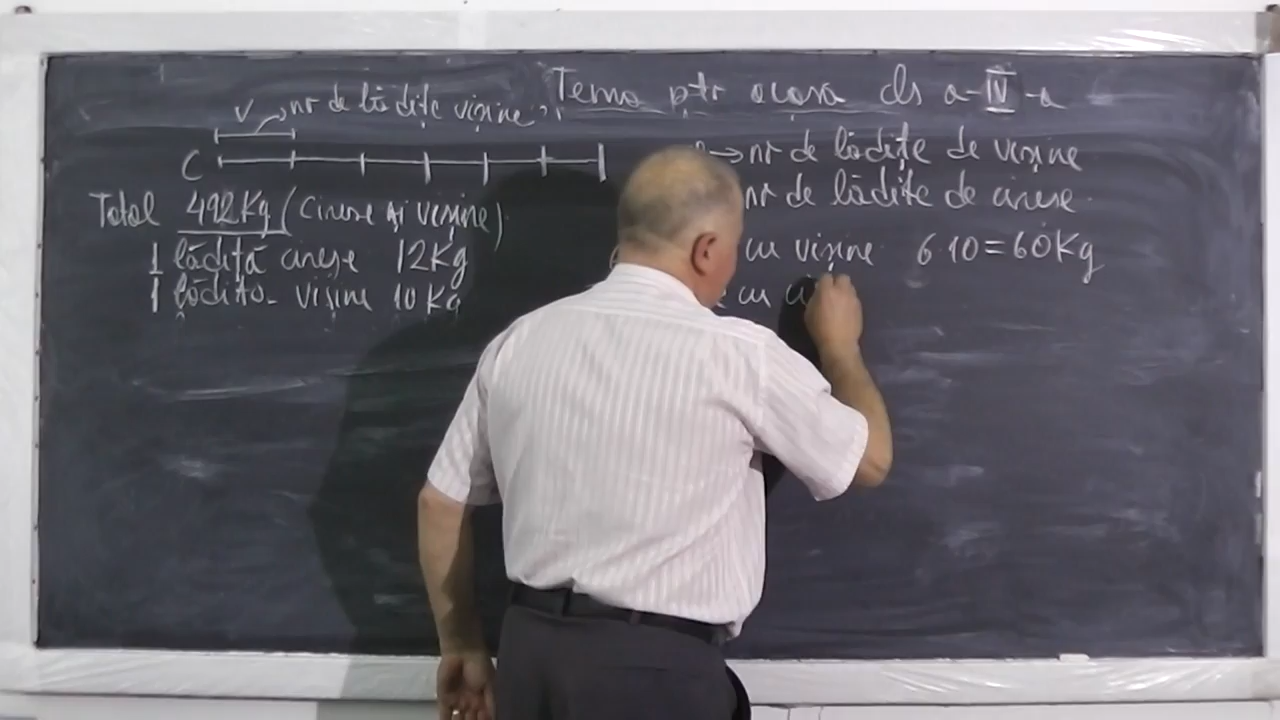 Tema ptr acasa cls a-IV-a
V nr de lădițe vișine?
C
Total 492Kg (cireșe și vișine)
1 lădiță cireșe 12Kg
1 lădiță vișine 10Kg
→ nr de lădițe de vișine
nr de lădițe de cireșe
cu vișine 6·10=60Kg
cu